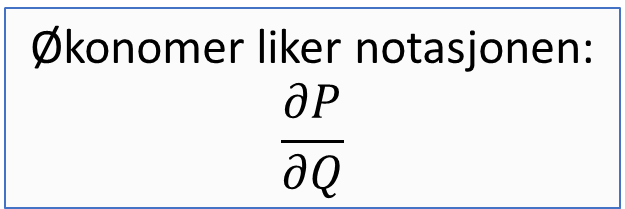 Økonomer liker notasjonen:
∂P
∂Q